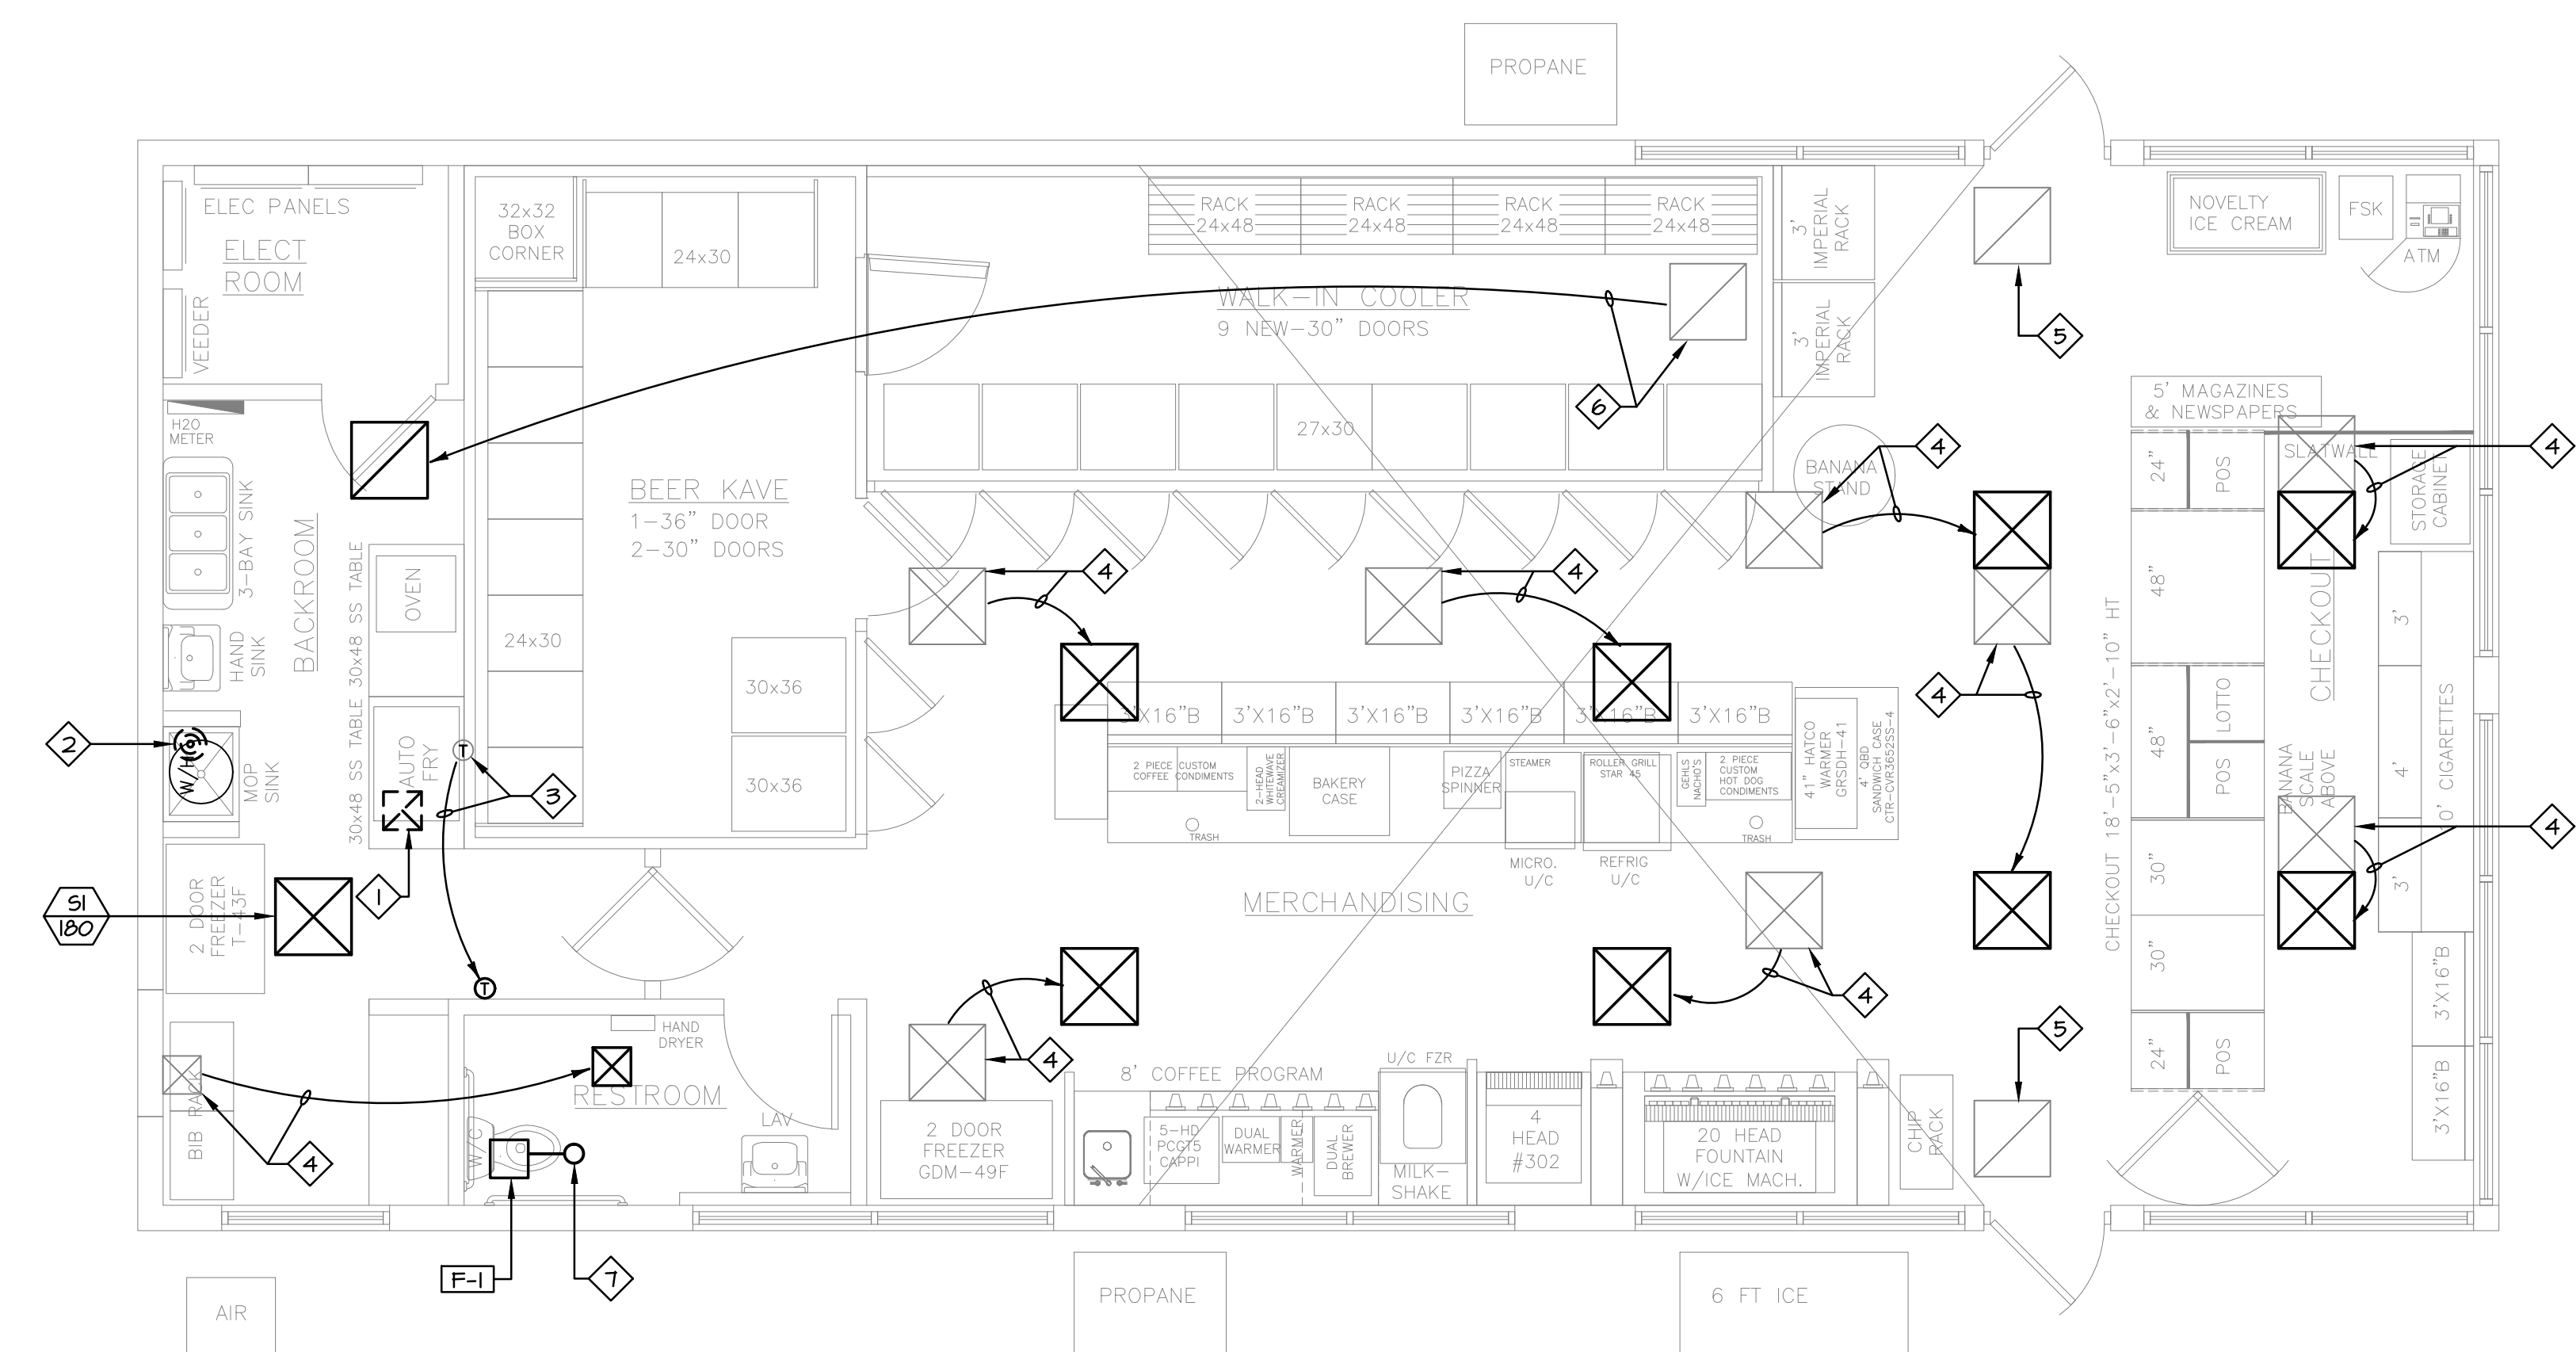 PROPANE
ELEC PANELS
ELECT
ROOM
VEEDER
32x32
BOX
CORNER
24x30
RACK
24x48
RACK
24x48
RACK
24x48
RACK
24x48
WALK-IN COOLER
9 NEW-30" DOORS
3'
IMPERIAL
RACK
3'
IMPERIAL
RACK
NOVELTY
ICE CREAM
FSK
ATM
5
6
5' MAGAZINES
& NEWSPAPERS
H20
METER
3-BAY SINK
BACKROOM
30x48 SS TABLE
30x48 SS TABLE
OVEN
BEER KAVE
1-36" DOOR
2-30" DOORS
27x30
BANANA
STAND
4
24"
POS
SLATWALL
STORAGE
CABINET
4
4
4
HAND
SINK
24x30
30x36
30x36
48"
CHECKOUT
3'
CHECKOUT 18'-5"x3'-6"x2'-10" HT
4
2
W/H
MOP
SINK
AUTO
FRY
T
3
3'X16"B
3'X16"B
3'X16"B
3'X16"B
3'X16"B
3'X16"B
2 PIECE CUSTOM
COFFEE CONDIMENTS
2-HEAD
WHITEWAVE
CREAMIZER
BAKERY
CASE
PIZZA
SPINNER
STEAMER
ROLLER GRILL
STAR 45
GEHLS
NACHO'S
2 PIECE
CUSTOM
HOT DOG
CONDIMENTS
41" HATCO
WARMER
GRSDH-41
4' QBD
SANDWICH CASE
CTR-CVR3652SS-4
TRASH
TRASH
MICRO.
U/C
REFRIG
U/C
48"
LOTTO
POS
BANANA
SCALE
ABOVE
4'
0' CIGARETTES
4
3'
30"
30"
1
S1
180
2 DOOR
FREEZER
T-43F
MERCHANDISING
T
4
4
5
3'X16"B
3'X16"B
24"
POS
HAND
DRYER
RESTROOM
BIB RACK
4
W C
LAV
2 DOOR
FREEZER
GDM-49F
8' COFFEE PROGRAM
U/C FZR
5-HD
PCGT5
CAPPI
DUAL
WARMER
WARMER
DUAL
BREWER
MILK-
SHAKE
4
HEAD
#302
20 HEAD
FOUNTAIN
W/ICE MACH.
CHIP
RACK
F-1
7
AIR
PROPANE
6 FT ICE